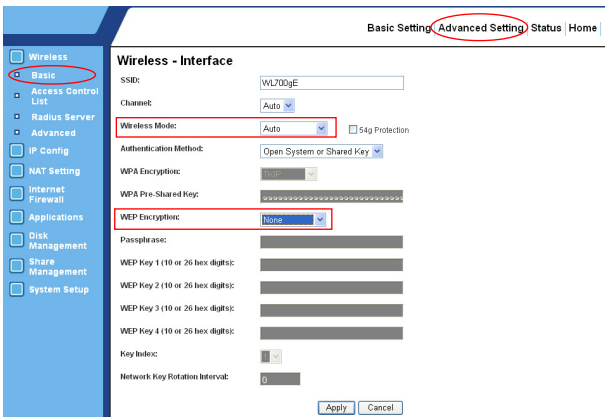 Basic Setting | Advanced Setting | Status | Home |
Wireless
Basic
Access Control
List
Radius Server
Advanced
IP Config
NAT Setting
Internet
Firewall
Applications
Disk
Management
Share
Management
System Setup
Wireless - Interface
SSID: WL700gE
Channel: Auto
Wireless Mode: Auto 54g Protection
Authentication Method: Open System or Shared Key
WPA Encryption: TKIP
WPA Pre-Shared Key:
WEP Encryption: None
Passphrase:
WEP Key 1 (10 or 26 hex digits):
WEP Key 2 (10 or 26 hex digits):
WEP Key 3 (10 or 26 hex digits):
WEP Key 4 (10 or 26 hex digits):
Key Index: 1
Network Key Rotation Interval: 0
Apply Cancel